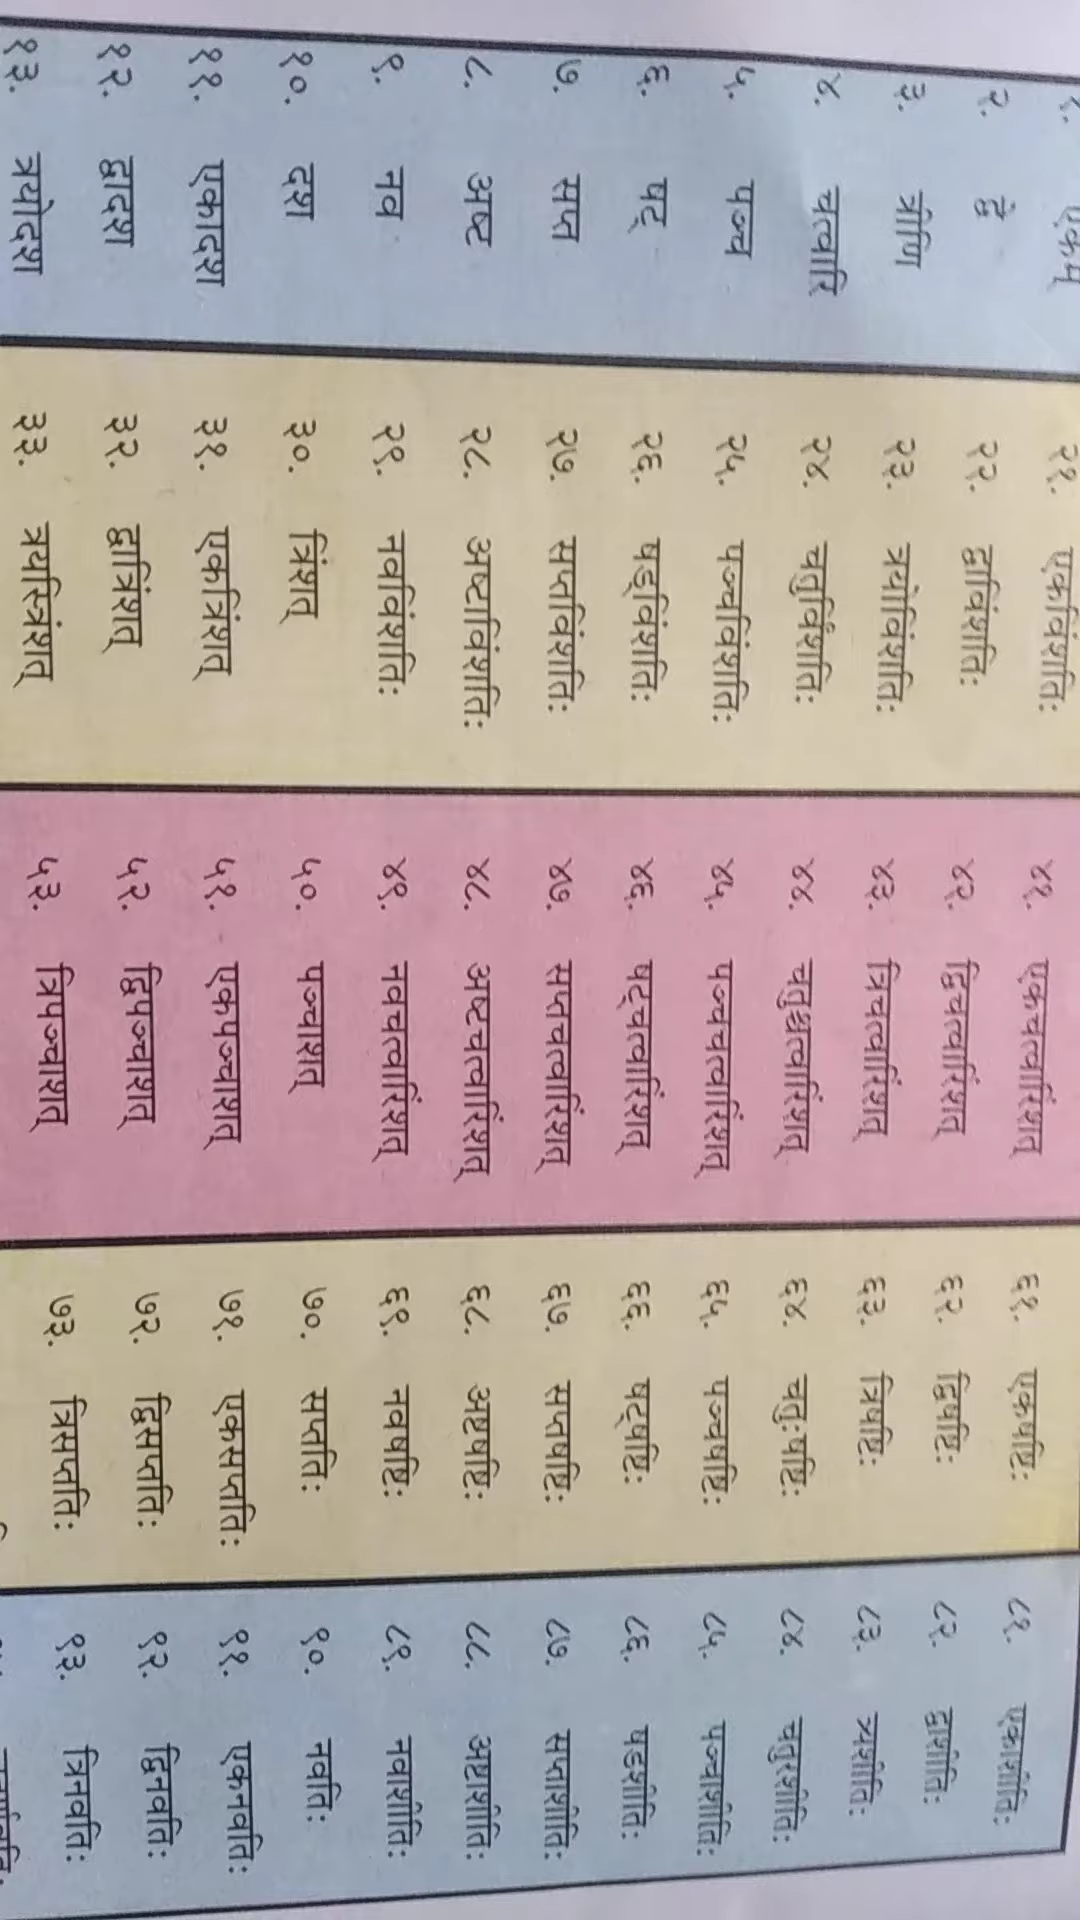 १. एकम् २१. एकविंशतिः ४१. एकचत्वारिंशत् ६१. एकषष्टिः ८१. एकाशीतिः
२. द्वे २२. द्वाविंशतिः ४२. द्विचत्वारिंशत् ६२. द्विषष्टिः ८२. द्वाशीतिः
३. त्रीणि २३. त्रयोविंशतिः ४३. त्रिचत्वारिंशत् ६३. त्रिषष्टिः ८३. त्र्यशीतिः
४. चत्वारि २४. चतुर्विंशतिः ४४. चतुश्चत्वारिंशत् ६४. चतुःषष्टिः ८४. चतुरशीतिः
५. पञ्च २५. पञ्चविंशतिः ४५. पञ्चचत्वारिंशत् ६५. पञ्चषष्टिः ८५. पञ्चाशीतिः
६. षट् २६. षड्विंशतिः ४६. षट्चत्वारिंशत् ६६. षट्षष्टिः ८६. षडशीतिः
७. सप्त २७. सप्तविंशतिः ४७. सप्तचत्वारिंशत् ६७. सप्तषष्टिः ८७. सप्ताशीतिः
८. अष्ट २८. अष्टाविंशतिः ४८. अष्टचत्वारिंशत् ६८. अष्टषष्टिः ८८. अष्टाशीतिः
९. नव २९. नवविंशतिः ४९. नवचत्वारिंशत् ६९. नवषष्टिः ८९. नवाशीतिः
१०. दश ३०. त्रिंशत् ५०. पञ्चाशत् ७०. सप्ततिः ९०. नवतिः
११. एकादश ३१. एकत्रिंशत् ५१. एकपञ्चाशत् ७१. एकसप्ततिः ९१. एकनवतिः
१२. द्वादश ३२. द्वात्रिंशत् ५२. द्विपञ्चाशत् ७२. द्विसप्ततिः ९२. द्विनवतिः
१३. त्रयोदश ३३. त्रयस्त्रिंशत् ५३. त्रिपञ्चाशत् ७३. त्रिसप्ततिः ९३. त्रिनवतिः